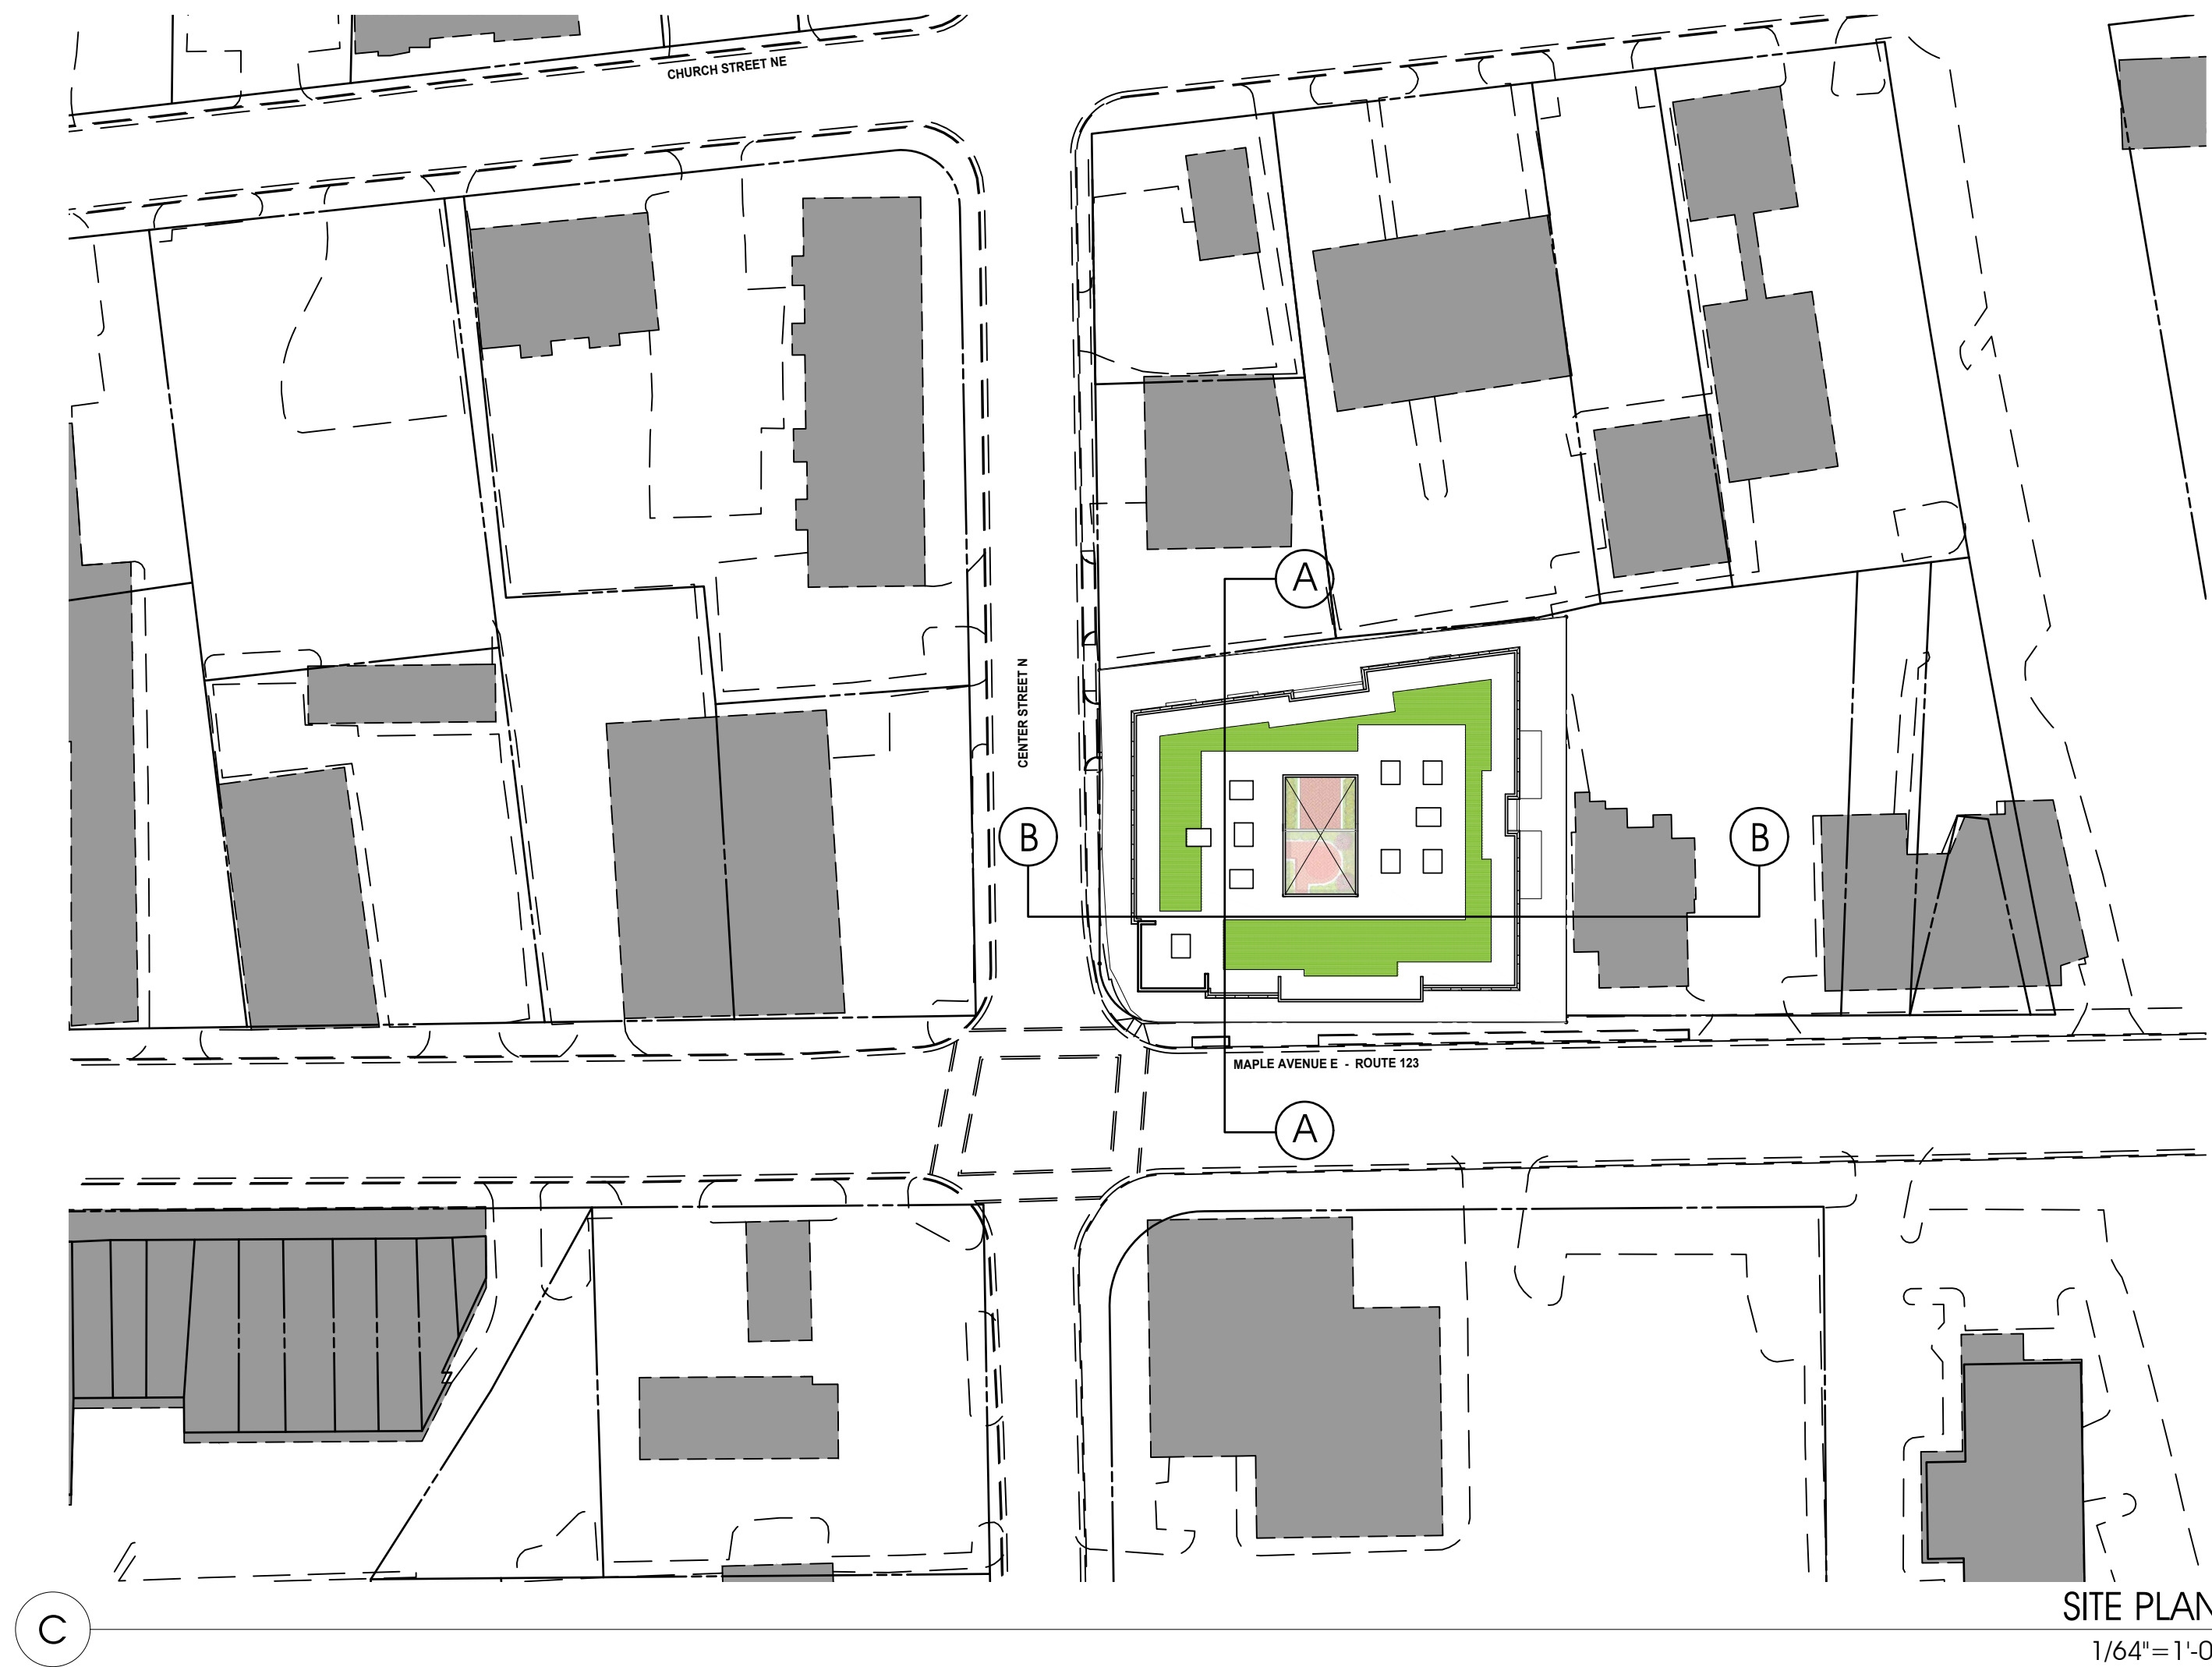 CHURCH STREET NE
A
CENTER STREET N
B
B
MAPLE AVENUE E - ROUTE 123
A
C
SITE PLAN
1/64"=1'-0